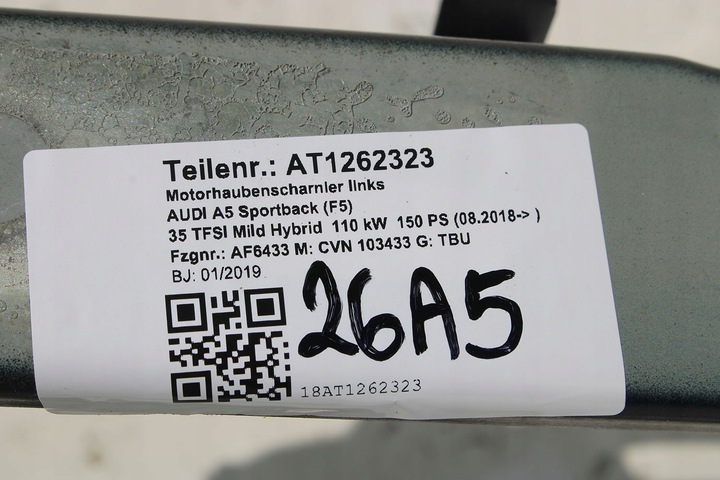 Teilenr.: AT1262323
Motorhaubenscharnier links
AUDI A5 Sportback (F5)
35 TFSI Mild Hybrid 110 kW 150 PS (08.2018-> )
Fzgnr.: AF6433 M: CVN 103433 G: TBU
BJ: 01/2019
26A5
18AT1262323